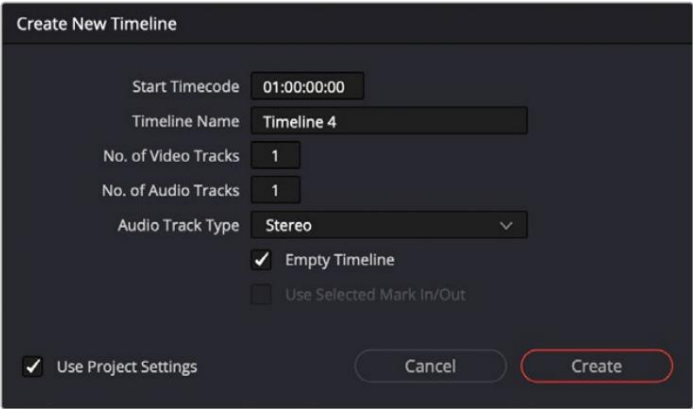 Create New Timeline
Start Timecode 01:00:00:00
Timeline Name Timeline 4
No. of Video Tracks 1
No. of Audio Tracks 1
Audio Track Type Stereo
Empty Timeline
Use Selected Mark In/Out
Use Project Settings Cancel Create